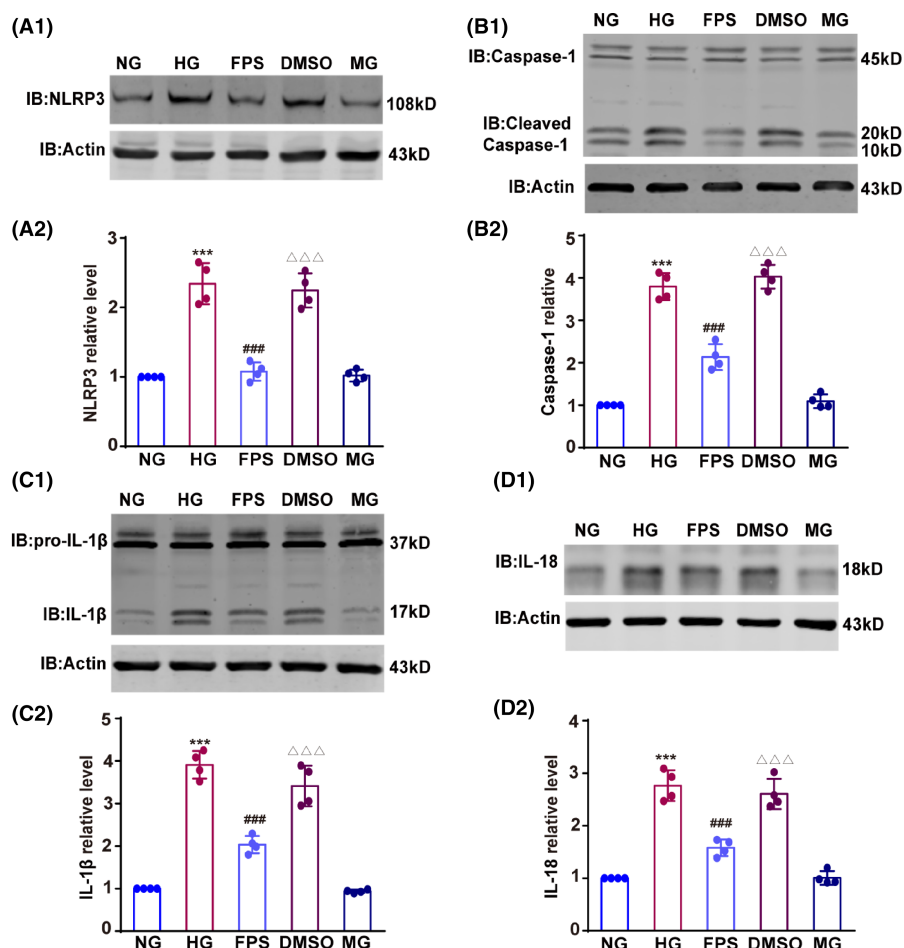 (A1)
NG HG FPS DMSO MG
IB:NLRP3 108kD
IB:Actin 43kD
(B1)
NG HG FPS DMSO MG
IB:Caspase-1 45kD
IB:Cleaved 20kD
Caspase-1 10kD
IB:Actin 43kD
(A2)
NLRP3 relative level
3
2
1
0
*** ### △△△
NG HG FPS DMSO MG
(B2)
Caspase-1 relative
5
4
3
2
1
0
*** ### △△△
NG HG FPS DMSO MG
(C1)
NG HG FPS DMSO MG
IB:pro-IL-1β 37kD
IB:IL-1β 17kD
IB:Actin 43kD
(D1)
NG HG FPS DMSO MG
IB:IL-18 18kD
IB:Actin 43kD
(C2)
IL-1β relative level
5
4
3
2
1
0
*** ### △△△
NG HG FPS DMSO MG
(D2)
IL-18 relative level
4
3
2
1
0
*** ### △△△
NG HG FPS DMSO MG